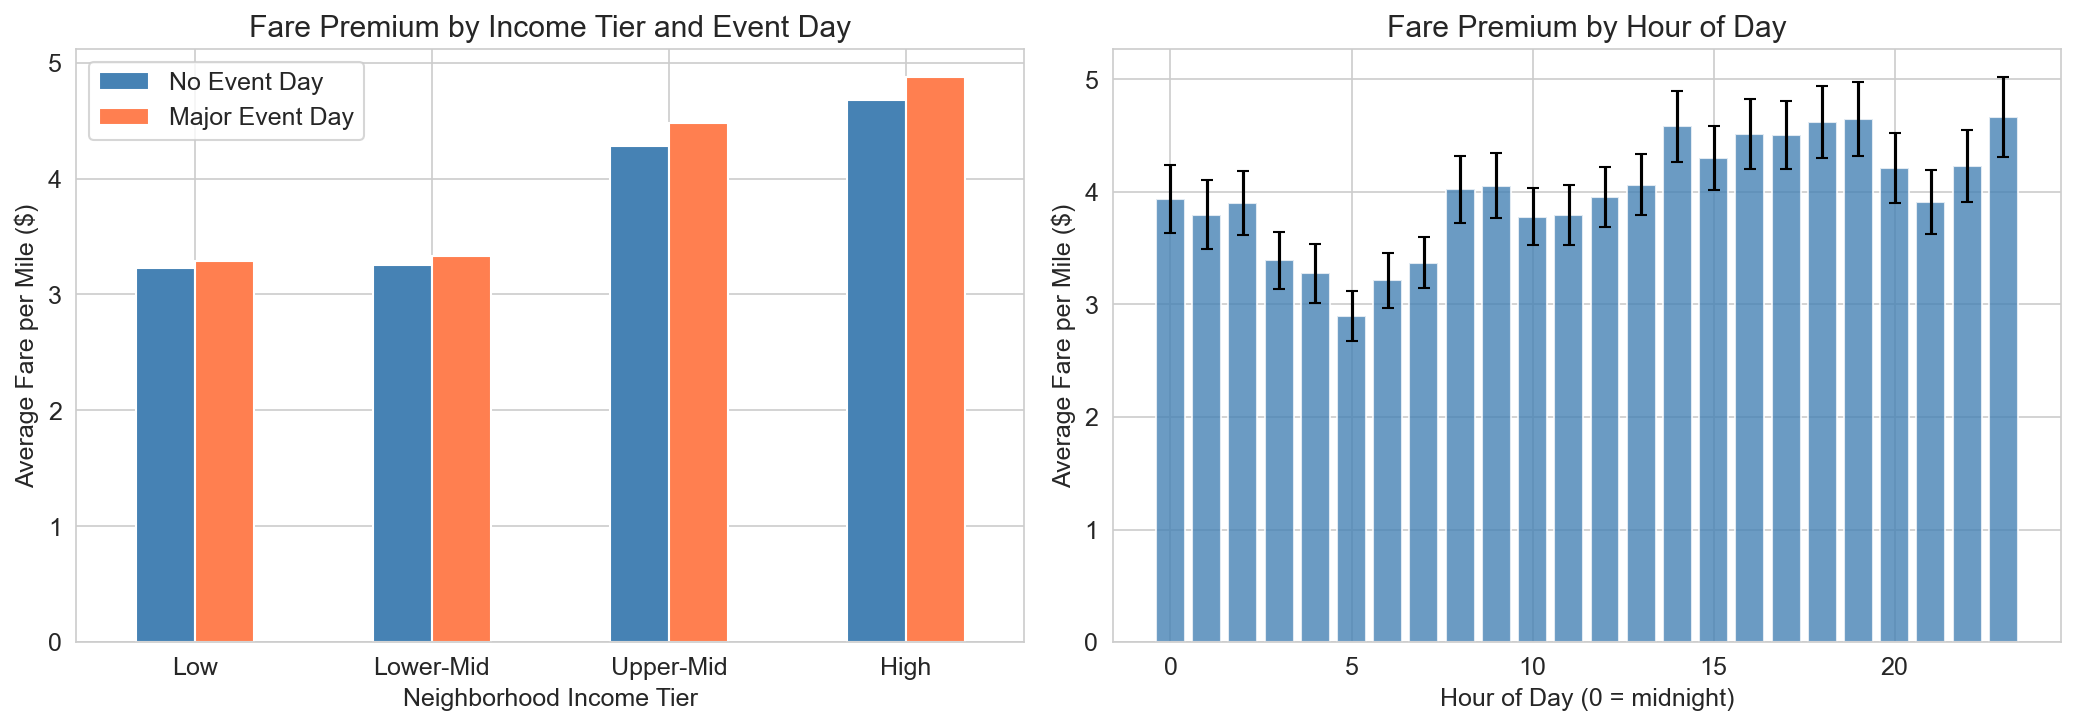 Fare Premium by Income Tier and Event Day
No Event Day
Major Event Day
Average Fare per Mile ($)
5
4
3
2
1
0
Low
Lower-Mid
Upper-Mid
High
Neighborhood Income Tier
Fare Premium by Hour of Day
Average Fare per Mile ($)
5
4
3
2
1
0
0
5
10
15
20
Hour of Day (0 = midnight)